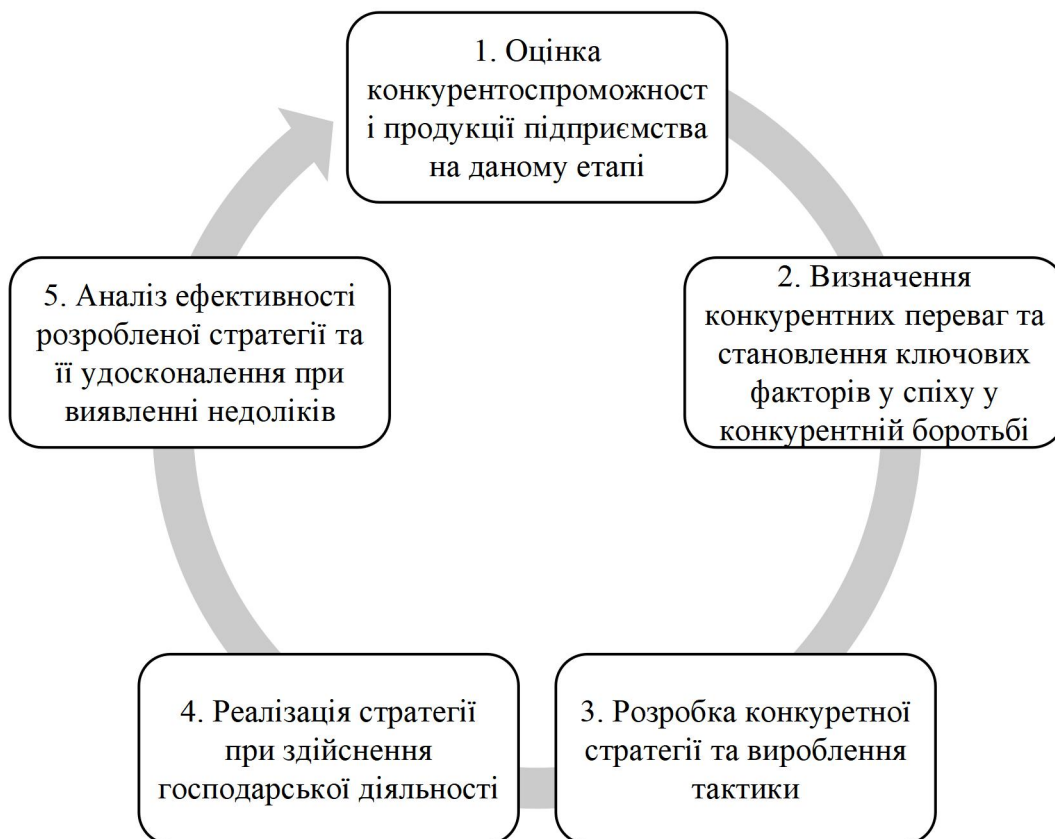 1. Оцінка
конкурентоспроможност
і продукції підприємства
на даному етапі
2. Визначення
конкурентних переваг та
становлення ключових
факторів у спіху у
конкурентній боротьбі
3. Розробка конкуретної
стратегії та вироблення
тактики
4. Реалізація стратегії
при здійснення
господарської діяльності
5. Аналіз ефективності
розробленої стратегії та
її удосконалення при
виявленні недоліків